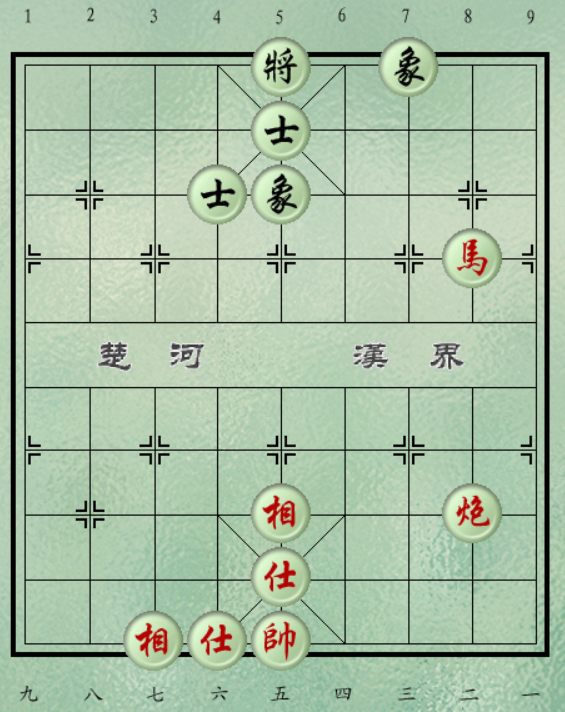 1 2 3 4 5 6 7 8 9
將 象
士
士 象
馬
楚 河 漢 界
相 炮
仕
相 仕 帥
九 八 七 六 五 四 三 二 一